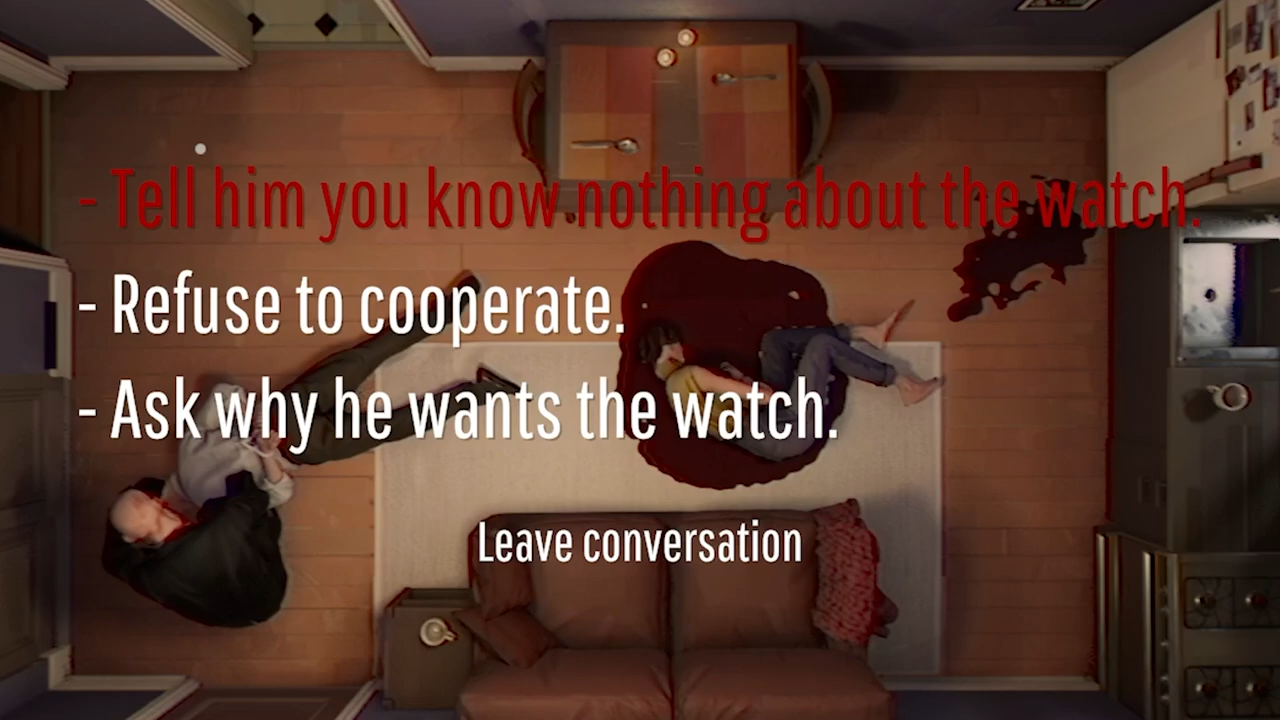 - Tell him you know nothing about the watch.
- Refuse to cooperate.
- Ask why he wants the watch.
Leave conversation